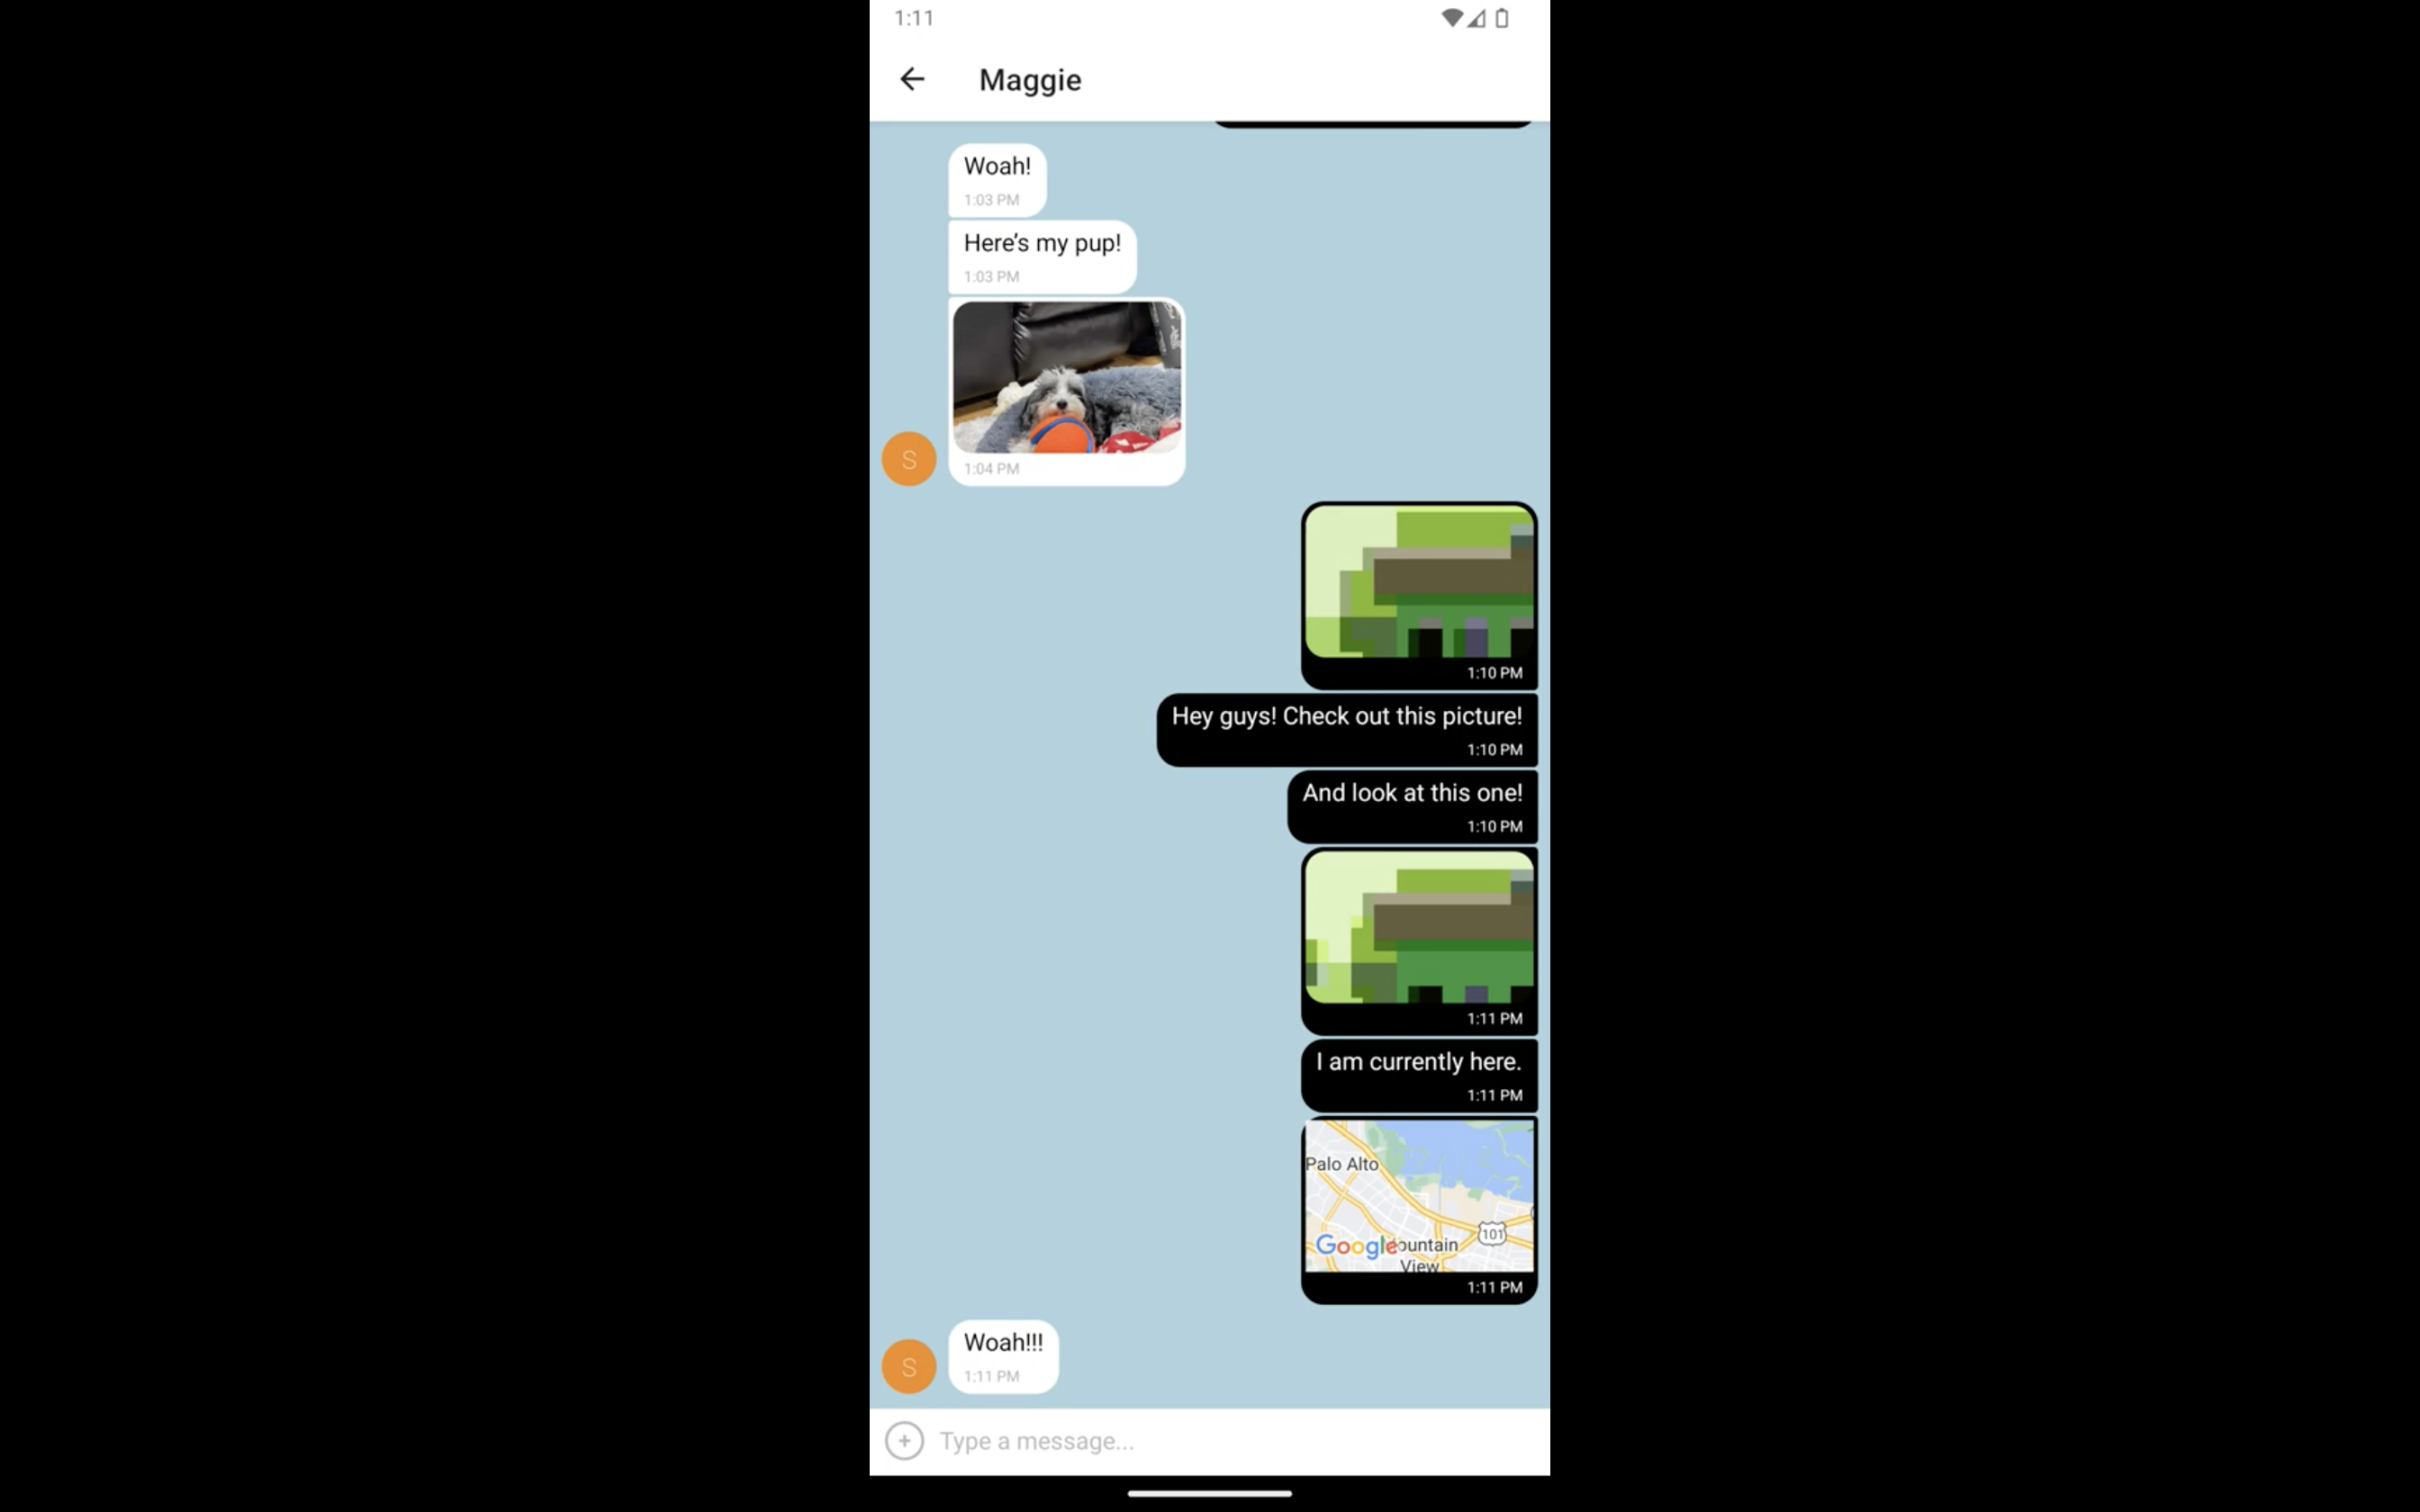 1:11
Maggie
Woah!
1:03 PM
Here’s my pup!
1:03 PM
1:04 PM
S
1:10 PM
Hey guys! Check out this picture!
1:10 PM
And look at this one!
1:10 PM
1:11 PM
I am currently here.
1:11 PM
Palo Alto
101
Google ountain
View
1:11 PM
Woah!!!
1:11 PM
S
Type a message...